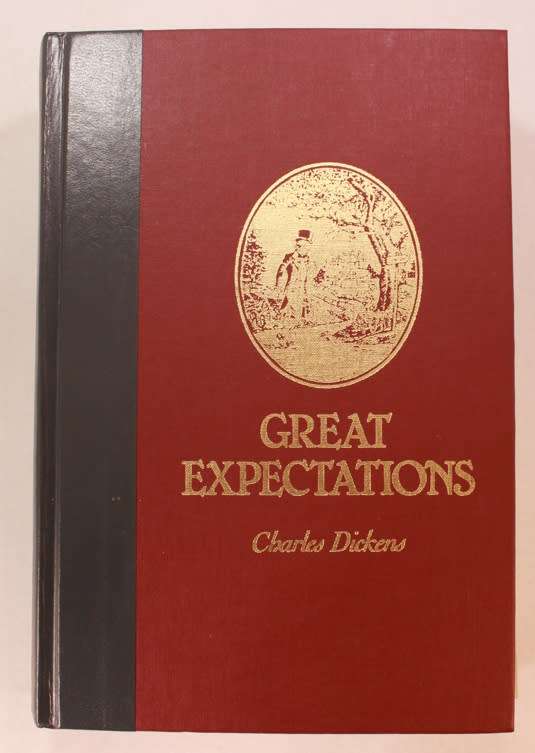 GREAT
EXPECTATIONS
Charles Dickens